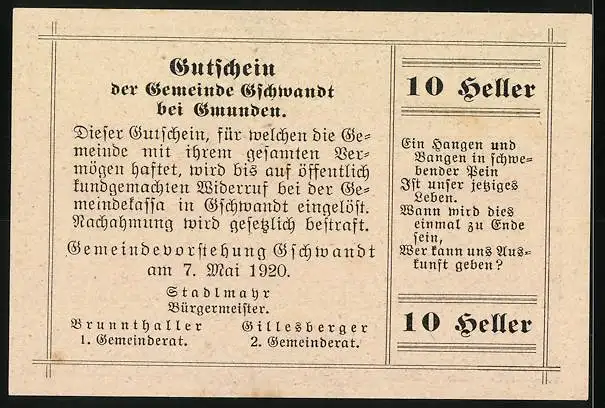 Gutschein
der Gemeinde Gschwandt
bei Gmunden.
Dieser Gutschein, für welchen die Ge=
meinde mit ihrem gesamten Ver=
mögen haftet, wird bis auf öffentlich
kundgemachten Widerruf bei der Ge=
meindekassa in Gschwandt eingelöst.
Nachahmung wird gesetzlich bestraft.
Gemeindevorstehung Gschwandt
am 7. Mai 1920.
Stadlmayr
Bürgermeister.
Brunnthaller
1. Gemeinderat.
Gillesberger
2. Gemeinderat.
10 Heller
Ein Hangen und
Bangen in schwe=
bender Pein
Ist unser jetziges
Leben.
Wann wird dies
einmal zu Ende
sein,
Wer kann uns Aus=
kunft geben?
10 Heller